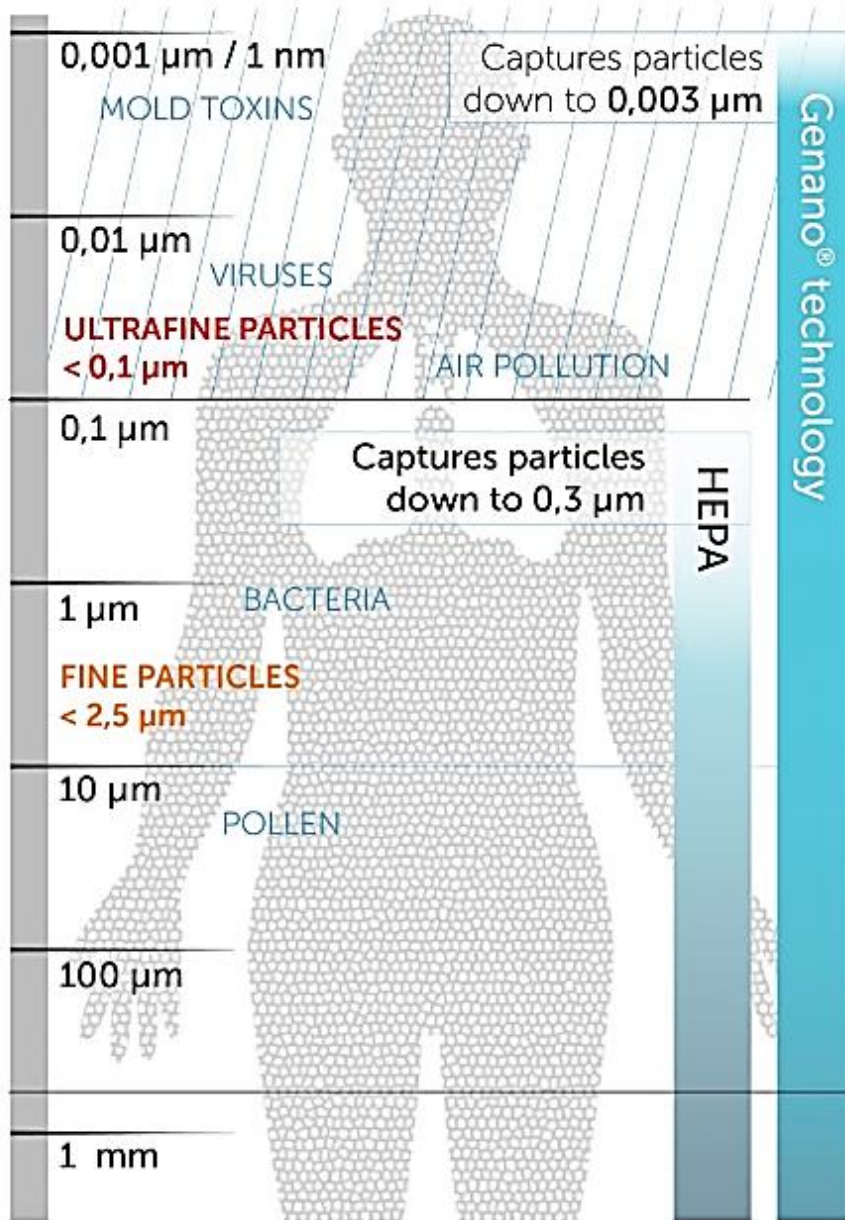 0,001 µm / 1 nm
MOLD TOXINS
Captures particles
down to 0,003 µm
Genano® technology
0,01 µm
VIRUSES
ULTRAFINE PARTICLES
< 0,1 µm
AIR POLLUTION
0,1 µm
Captures particles
down to 0,3 µm
HEPA
1 µm
BACTERIA
FINE PARTICLES
< 2,5 µm
10 µm
POLLEN
100 µm
1 mm